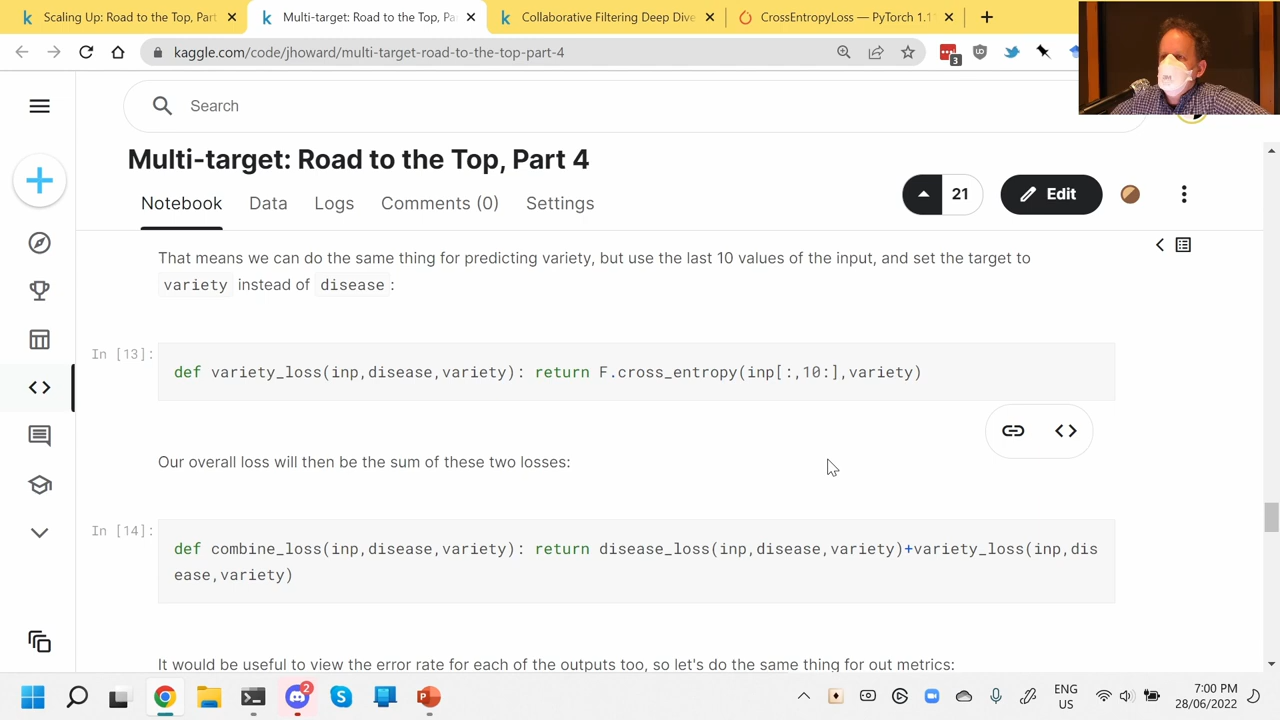 Scaling Up: Road to the Top, Part
Multi-target: Road to the Top, Pa
Collaborative Filtering Deep Dive
CrossEntropyLoss — PyTorch 1.1
kaggle.com/code/jhoward/multi-target-road-to-the-top-part-4
3
Search
Multi-target: Road to the Top, Part 4
21
Edit
Notebook
Data
Logs
Comments (0)
Settings
That means we can do the same thing for predicting variety, but use the last 10 values of the input, and set the target to
variety instead of disease :
In [13]:
def variety_loss(inp,disease,variety): return F.cross_entropy(inp[:,10:],variety)
Our overall loss will then be the sum of these two losses:
In [14]:
def combine_loss(inp,disease,variety): return disease_loss(inp,disease,variety)+variety_loss(inp,dis
ease,variety)
It would be useful to view the error rate for each of the outputs too, so let's do the same thing for out metrics:
2
ENG
US
7:00 PM
28/06/2022